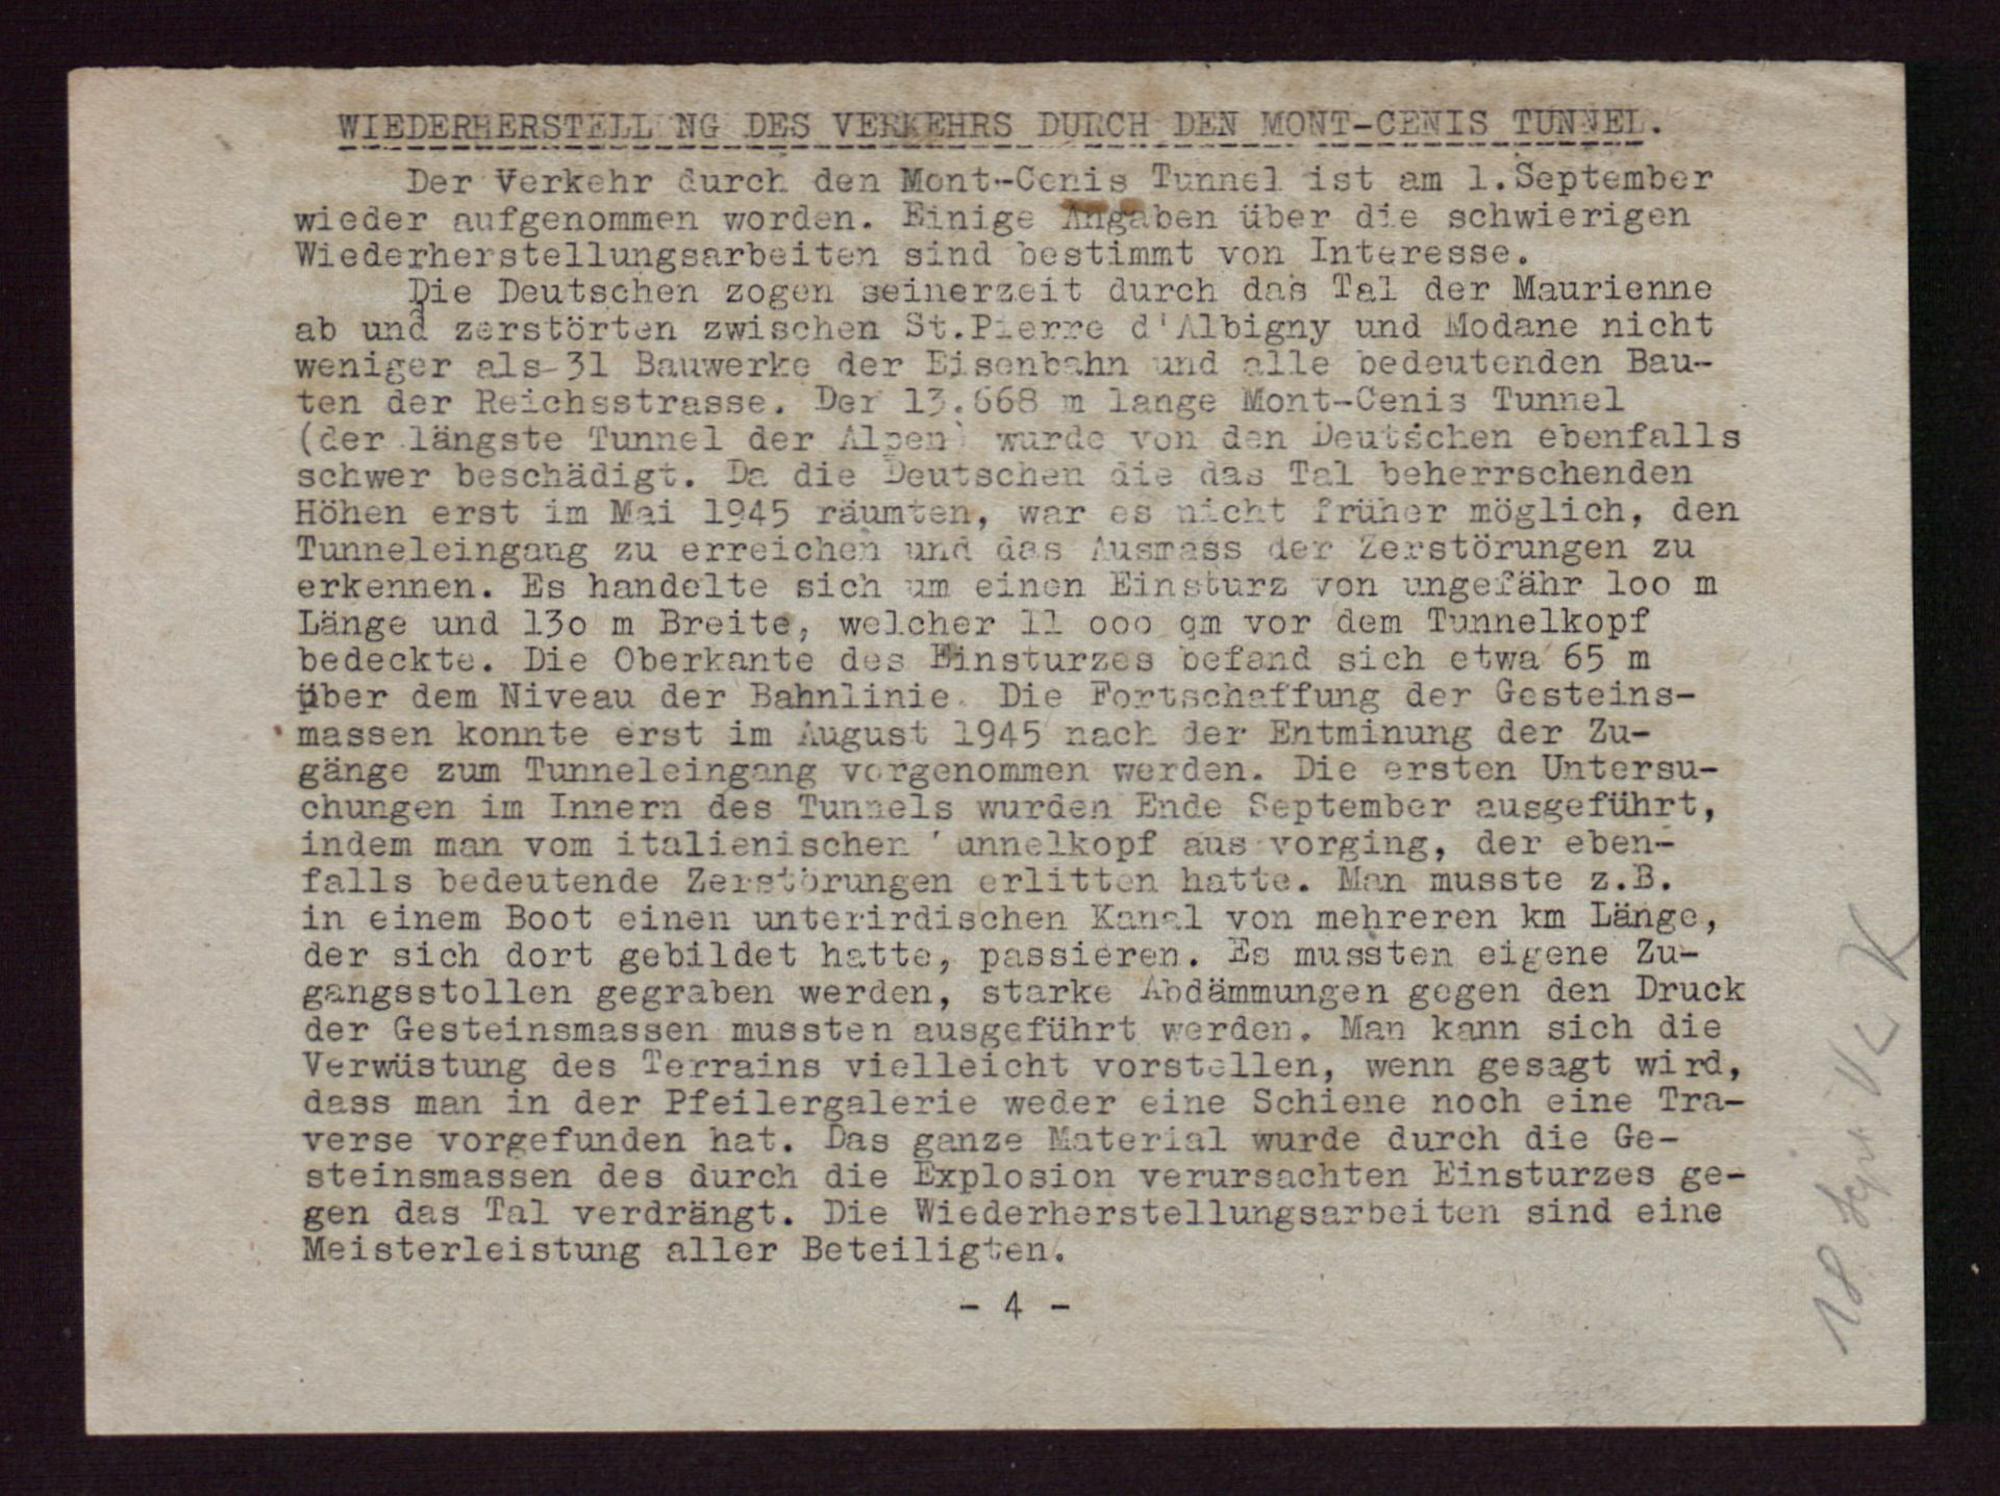 WIEDERHERSTELLUNG DES VERKEHRS DURCH DEN MONT-CENIS TUNNEL.
Der Verkehr durch den Mont-Cenis Tunnel ist am 1.September
wieder aufgenommen worden. Einige Angaben über die schwierigen
Wiederherstellungsarbeiten sind bestimmt von Interesse.
Die Deutschen zogen seinerzeit durch das Tal der Maurienne
ab und zerstörten zwischen St.Pierre d'Albigny und Modane nicht
weniger als 31 Bauwerke der Eisenbahn und alle bedeutenden Bau-
ten der Reichsstrasse. Der 13.668 m lange Mont-Cenis Tunnel
(der längste Tunnel der Alpen) wurde von den Deutschen ebenfalls
schwer beschädigt. Da die Deutschen die das Tal beherrschenden
Höhen erst im Mai 1945 räumten, war es nicht früher möglich, den
Tunneleingang zu erreichen und das Ausmass der Zerstörungen zu
erkennen. Es handelte sich um einen Einsturz von ungefähr loo m
Länge und 13o m Breite, welcher 11 ooo qm vor dem Tunnelkopf
bedeckte. Die Oberkante des Einsturzes befand sich etwa 65 m
über dem Niveau der Bahnlinie. Die Fortschaffung der Gesteins-
massen konnte erst im August 1945 nach der Entminung der Zu-
gänge zum Tunneleingang vorgenommen werden. Die ersten Untersu-
chungen im Innern des Tunnels wurden Ende September ausgeführt,
indem man vom italienischen Tunnelkopf aus vorging, der eben-
falls bedeutende Zerstörungen erlitten hatte. Man musste z.B.
in einem Boot einen unterirdischen Kanal von mehreren km Länge,
der sich dort gebildet hatte, passieren. Es mussten eigene Zu-
gangsstollen gegraben werden, starke Abdämmungen gegen den Druck
der Gesteinsmassen mussten ausgeführt werden. Man kann sich die
Verwüstung des Terrains vielleicht vorstellen, wenn gesagt wird,
dass man in der Pfeilergalerie weder eine Schiene noch eine Tra-
verse vorgefunden hat. Das ganze Material wurde durch die Ge-
steinsmassen des durch die Explosion verursachten Einsturzes ge-
gen das Tal verdrängt. Die Wiederherstellungsarbeiten sind eine
Meisterleistung aller Beteiligten.
- 4 -
18